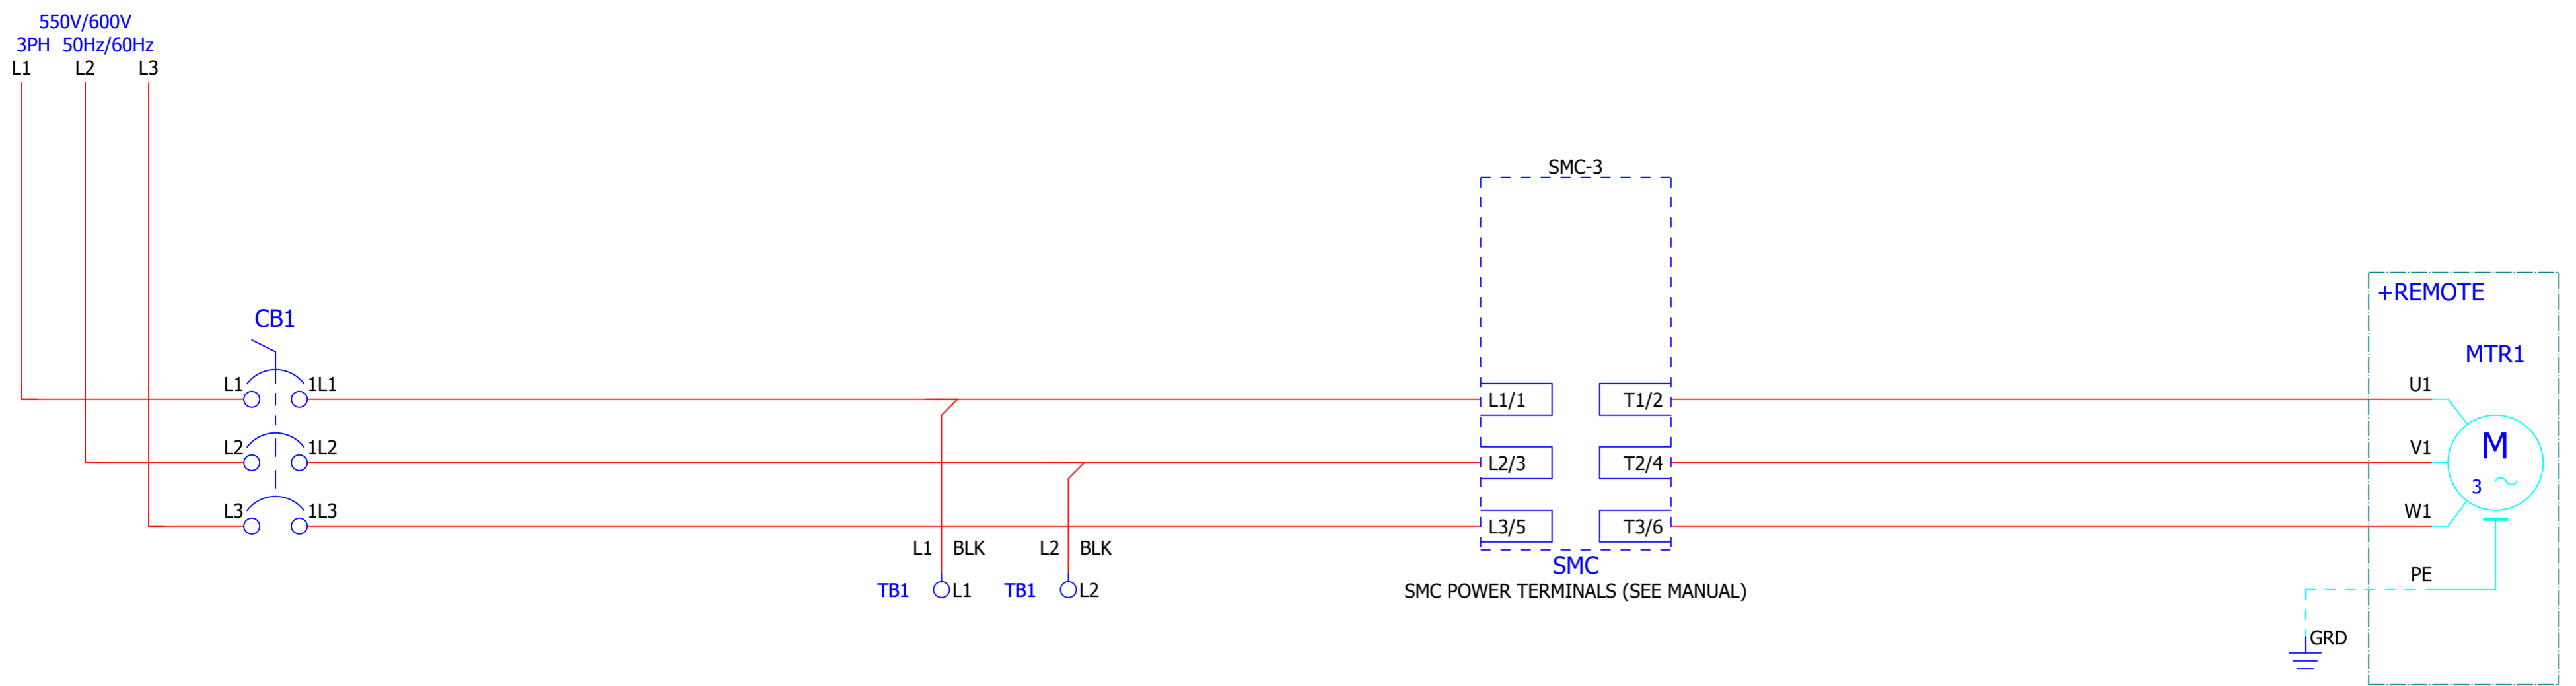 550V/600V
3PH 50Hz/60Hz
L1 L2 L3
SMC-3
+REMOTE
CB1
MTR1
L1 1L1
L1/1 T1/2
U1
L2 1L2
L2/3 T2/4
V1
M
3
L3 1L3
L3/5 T3/6
W1
L1 BLK L2 BLK
SMC
TB1 L1 TB1 L2
SMC POWER TERMINALS (SEE MANUAL)
PE
GRD